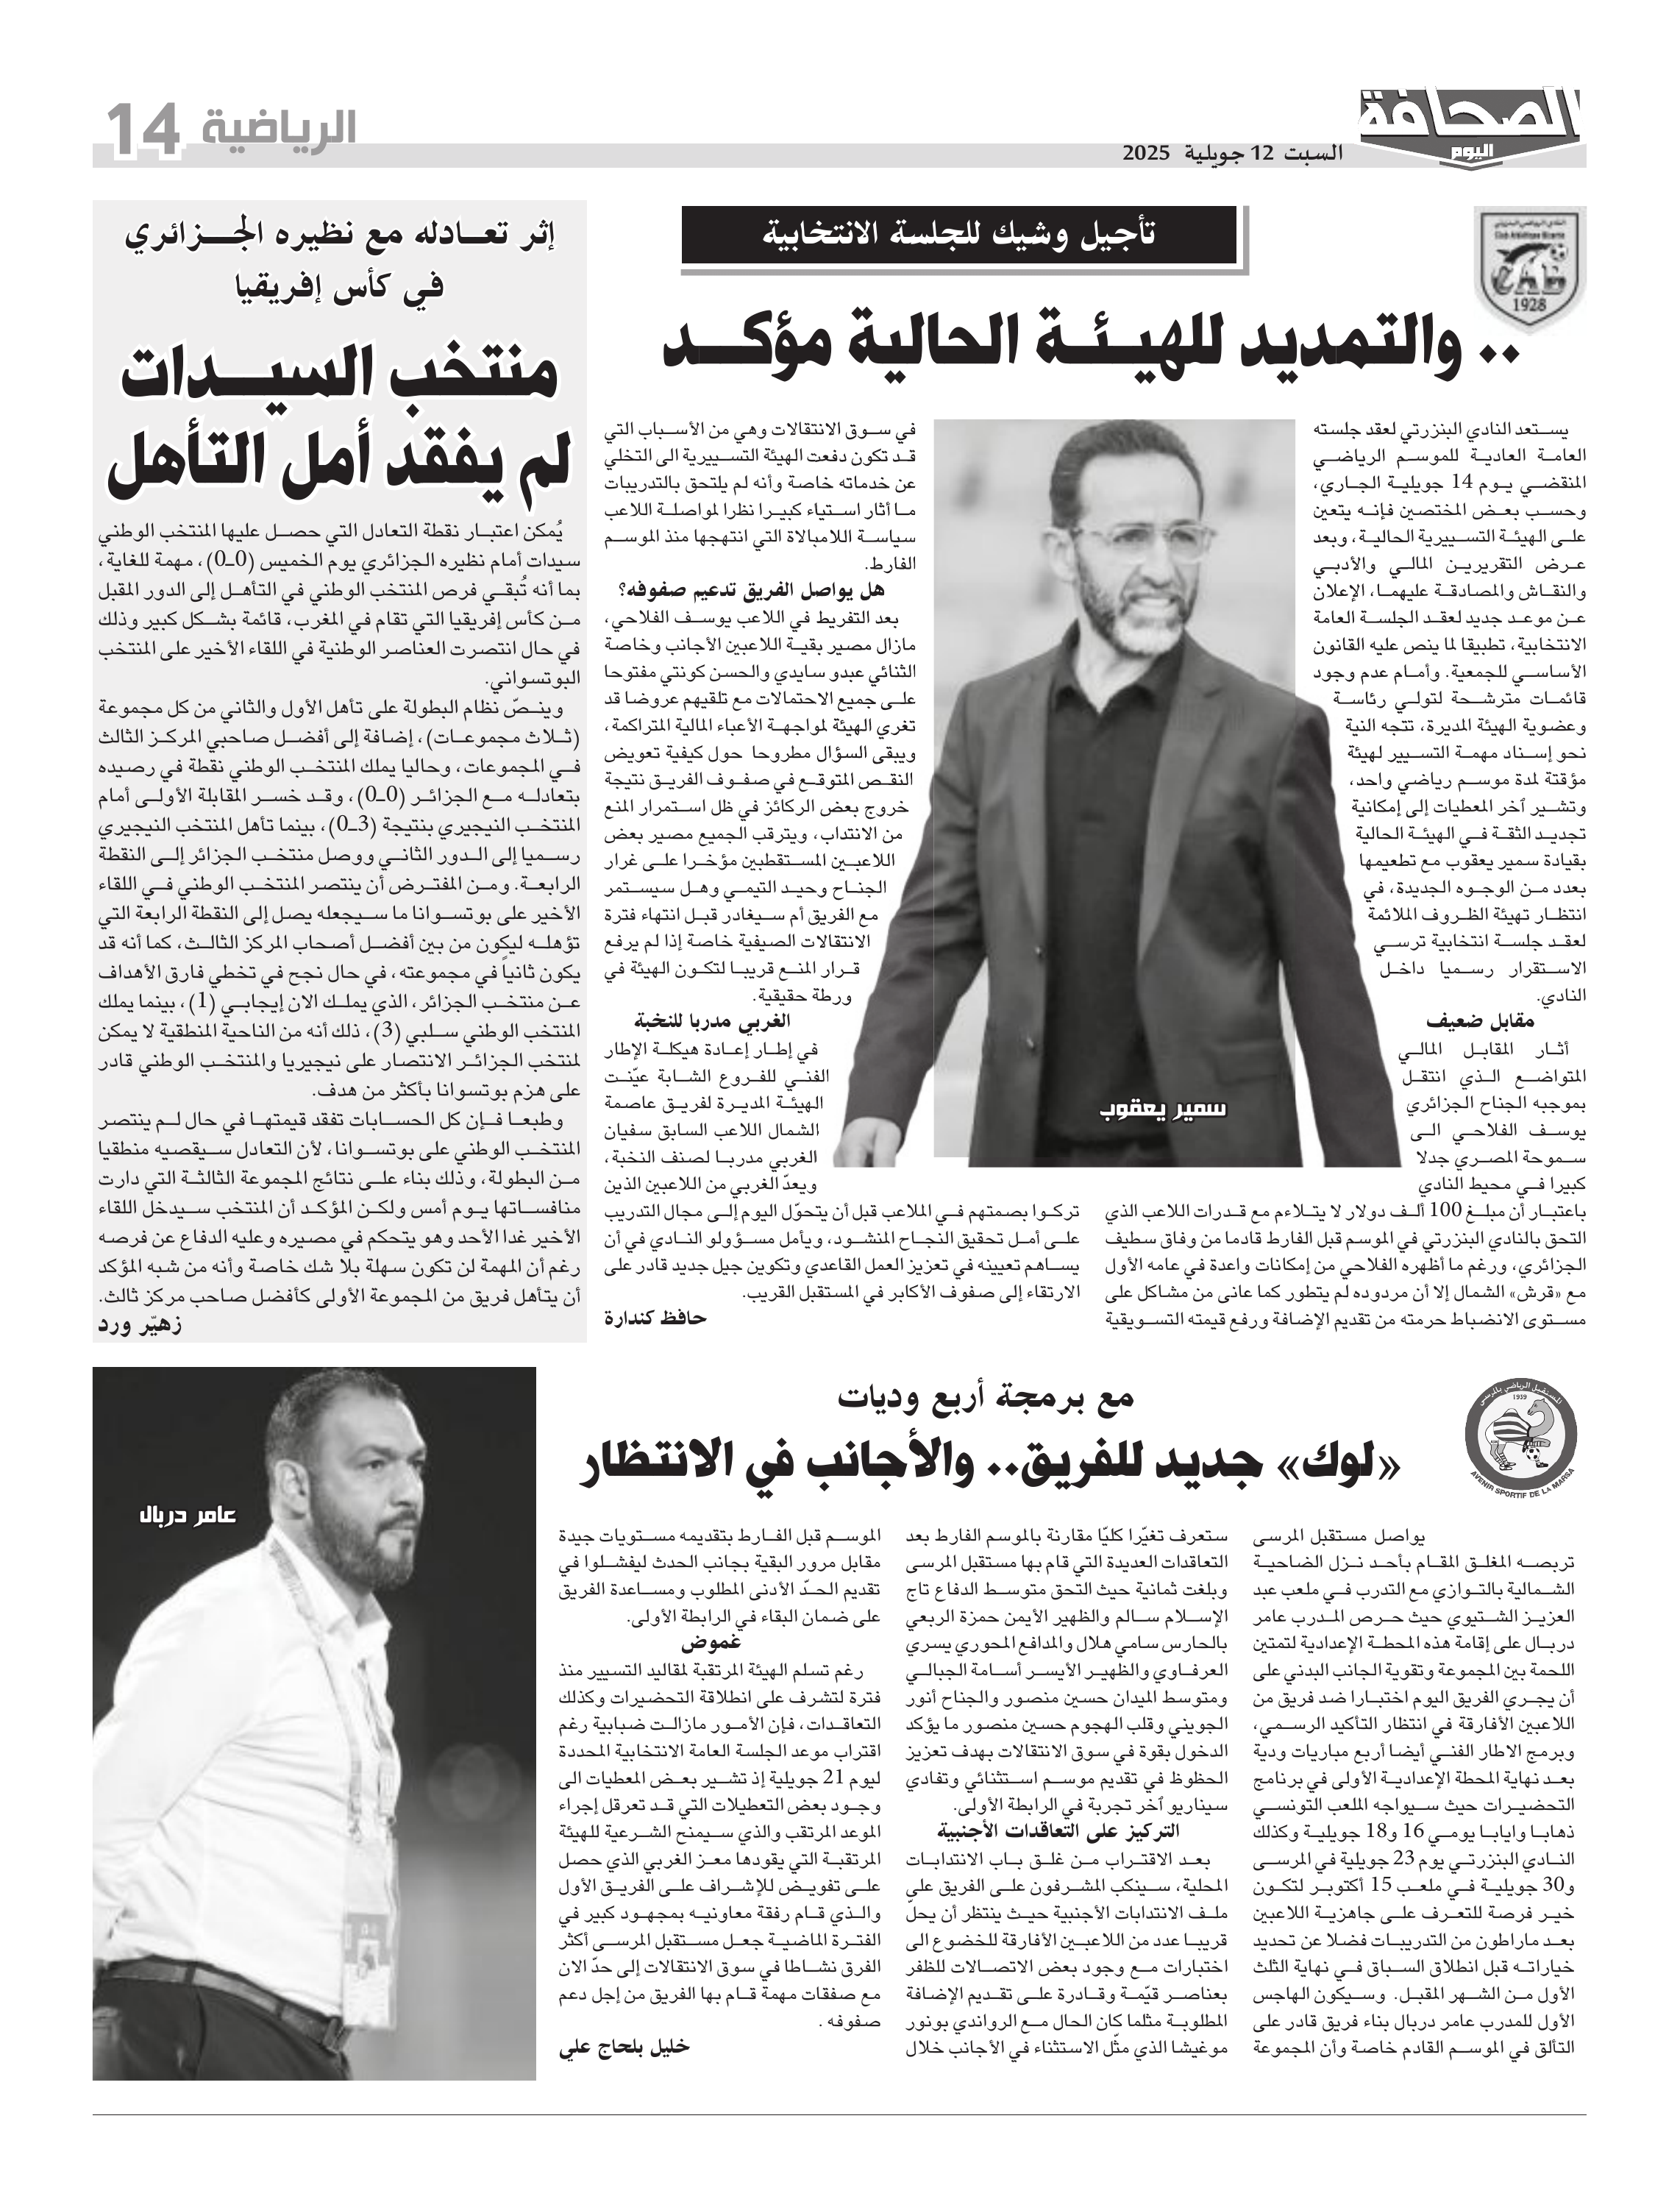 الصحافة
اليوم
السبت 12 جويلية 2025
الرياضية
14
Club Athlétique Bizertin
CAB
1928
تأجيل وشيك للجلسة الانتخابية
.. والتمديد للهيئة الحالية مؤكد
يستعد النادي البنزرتي لعقد جلسته
العامة العادية للموسم الرياضي
المنقضي يوم 14 جويلية الجاري،
وحسب بعض المختصين فإنه يتعين
على الهيئة التسييرية الحالية، وبعد
عرض التقريرين المالي والأدبي
والنقاش والمصادقة عليهما، الإعلان
عن موعد جديد لعقد الجلسة العامة
الانتخابية، تطبيقا لما ينص عليه القانون
الأساسي للجمعية. وأمام عدم وجود
قائمات مترشحة لتولي رئاسة
وعضوية الهيئة المديرة، تتجه النية
نحو إسناد مهمة التسيير لهيئة
مؤقتة لمدة موسم رياضي واحد،
وتشير آخر المعطيات إلى إمكانية
تجديد الثقة في الهيئة الحالية
بقيادة سمير يعقوب مع تطعيمها
بعدد من الوجوه الجديدة، في
انتظار تهيئة الظروف الملائمة
لعقد جلسة انتخابية ترسي
الاستقرار رسميا داخل
النادي.
مقابل ضعيف
أثار المقابل المالي
المتواضع الذي انتقل
بموجبه الجناح الجزائري
يوسف الفلاحي الى
سموحة المصري جدلا
كبيرا في محيط النادي
باعتبار أن مبلغ 100 ألف دولار لا يتلاءم مع قدرات اللاعب الذي
التحق بالنادي البنزرتي في الموسم قبل الفارط قادما من وفاق سطيف
الجزائري، ورغم ما أظهره الفلاحي من إمكانات واعدة في عامه الأول
مع «قرش» الشمال إلا أن مردوده لم يتطور كما عانى من مشاكل على
مستوى الانضباط حرمته من تقديم الإضافة ورفع قيمته التسويقية
سمير يعقوب
في سوق الانتقالات وهي من الأسباب التي
قد تكون دفعت الهيئة التسييرية الى التخلي
عن خدماته خاصة وأنه لم يلتحق بالتدريبات
ما أثار استياء كبيرا نظرا لمواصلة اللاعب
سياسة اللامبالاة التي انتهجها منذ الموسم
الفارط.
هل يواصل الفريق تدعيم صفوفه؟
بعد التفريط في اللاعب يوسف الفلاحي،
مازال مصير بقية اللاعبين الأجانب وخاصة
الثنائي عبدو سايدي والحسن كونتي مفتوحا
على جميع الاحتمالات مع تلقيهم عروضا قد
تغري الهيئة لمواجهة الأعباء المالية المتراكمة،
ويبقى السؤال مطروحا حول كيفية تعويض
النقص المتوقع في صفوف الفريق نتيجة
خروج بعض الركائز في ظل استمرار المنع
من الانتداب، ويترقب الجميع مصير بعض
اللاعبين المستقطبين مؤخرا على غرار
الجناح وحيد التيمي وهل سيستمر
مع الفريق أم سيغادر قبل انتهاء فترة
الانتقالات الصيفية خاصة إذا لم يرفع
قرار المنع قريبا لتكون الهيئة في
ورطة حقيقية.
الغربي مدربا للنخبة
في إطار إعادة هيكلة الإطار
الفني للفروع الشابة عيّنت
الهيئة المديرة لفريق عاصمة
الشمال اللاعب السابق سفيان
الغربي مدربا لصنف النخبة،
ويعدّ الغربي من اللاعبين الذين
تركوا بصمتهم في الملاعب قبل أن يتحوّل اليوم إلى مجال التدريب
على أمل تحقيق النجاح المنشود، ويأمل مسؤولو النادي في أن
يساهم تعيينه في تعزيز العمل القاعدي وتكوين جيل جديد قادر على
الارتقاء إلى صفوف الأكابر في المستقبل القريب.
حافظ كندارة
إثر تعادله مع نظيره الجزائري
في كأس إفريقيا
منتخب السيدات
لم يفقد أمل التأهل
يُمكن اعتبار نقطة التعادل التي حصل عليها المنتخب الوطني
سيدات أمام نظيره الجزائري يوم الخميس (0ـ0)، مهمة للغاية،
بما أنه تُبقي فرص المنتخب الوطني في التأهل إلى الدور المقبل
من كأس إفريقيا التي تقام في المغرب، قائمة بشكل كبير وذلك
في حال انتصرت العناصر الوطنية في اللقاء الأخير على المنتخب
البوتسواني.
وينصّ نظام البطولة على تأهل الأول والثاني من كل مجموعة
(ثلاث مجموعات)، إضافة إلى أفضل صاحبي المركز الثالث
في المجموعات، وحاليا يملك المنتخب الوطني نقطة في رصيده
بتعادله مع الجزائر (0ـ0)، وقد خسر المقابلة الأولى أمام
المنتخب النيجيري بنتيجة (3ـ0)، بينما تأهل المنتخب النيجيري
رسميا إلى الدور الثاني ووصل منتخب الجزائر إلى النقطة
الرابعة. ومن المفترض أن ينتصر المنتخب الوطني في اللقاء
الأخير على بوتسوانا ما سيجعله يصل إلى النقطة الرابعة التي
تؤهله ليكون من بين أفضل أصحاب المركز الثالث، كما أنه قد
يكون ثانياً في مجموعته، في حال نجح في تخطي فارق الأهداف
عن منتخب الجزائر، الذي يملك الان إيجابي (1)، بينما يملك
المنتخب الوطني سلبي (3)، ذلك أنه من الناحية المنطقية لا يمكن
لمنتخب الجزائر الانتصار على نيجيريا والمنتخب الوطني قادر
على هزم بوتسوانا بأكثر من هدف.
وطبعا فإن كل الحسابات تفقد قيمتها في حال لم ينتصر
المنتخب الوطني على بوتسوانا، لأن التعادل سيقصيه منطقيا
من البطولة، وذلك بناء على نتائج المجموعة الثالثة التي دارت
منافساتها يوم أمس ولكن المؤكد أن المنتخب سيدخل اللقاء
الأخير غدا الأحد وهو يتحكم في مصيره وعليه الدفاع عن فرصه
رغم أن المهمة لن تكون سهلة بلا شك خاصة وأنه من شبه المؤكد
أن يتأهل فريق من المجموعة الأولى كأفضل صاحب مركز ثالث.
زهيّر ورد
المستقبل الرياضي بالمرسى
1939
AVENIR SPORTIF DE LA MARSA
مع برمجة أربع وديات
«لوك» جديد للفريق.. والأجانب في الانتظار
يواصل مستقبل المرسى
تربصه المغلق المقام بأحد نزل الضاحية
الشمالية بالتوازي مع التدرب في ملعب عبد
العزيز الشتيوي حيث حرص المدرب عامر
دربال على إقامة هذه المحطة الإعدادية لتمتين
اللحمة بين المجموعة وتقوية الجانب البدني على
أن يجري الفريق اليوم اختبارا ضد فريق من
اللاعبين الأفارقة في انتظار التأكيد الرسمي،
وبرمج الاطار الفني أيضا أربع مباريات ودية
بعد نهاية المحطة الإعدادية الأولى في برنامج
التحضيرات حيث سيواجه الملعب التونسي
ذهابا وايابا يومي 16 و18 جويلية وكذلك
النادي البنزرتي يوم 23 جويلية في المرسى
و30 جويلية في ملعب 15 أكتوبر لتكون
خير فرصة للتعرف على جاهزية اللاعبين
بعد ماراطون من التدريبات فضلا عن تحديد
خياراته قبل انطلاق السباق في نهاية الثلث
الأول من الشهر المقبل. وسيكون الهاجس
الأول للمدرب عامر دربال بناء فريق قادر على
التألق في الموسم القادم خاصة وأن المجموعة
ستعرف تغيّرا كليّا مقارنة بالموسم الفارط بعد
التعاقدات العديدة التي قام بها مستقبل المرسى
وبلغت ثمانية حيث التحق متوسط الدفاع تاج
الإسلام سالم والظهير الأيمن حمزة الربعي
بالحارس سامي هلال والمدافع المحوري يسري
العرفاوي والظهير الأيسر أسامة الجبالي
ومتوسط الميدان حسين منصور والجناح أنور
الجويني وقلب الهجوم حسين منصور ما يؤكد
الدخول بقوة في سوق الانتقالات بهدف تعزيز
الحظوظ في تقديم موسم استثنائي وتفادي
سيناريو آخر تجربة في الرابطة الأولى.
التركيز على التعاقدات الأجنبية
بعد الاقتراب من غلق باب الانتدابات
المحلية، سينكب المشرفون على الفريق على
ملف الانتدابات الأجنبية حيث ينتظر أن يحلّ
قريبا عدد من اللاعبين الأفارقة للخضوع الى
اختبارات مع وجود بعض الاتصالات للظفر
بعناصر قيّمة وقادرة على تقديم الإضافة
المطلوبة مثلما كان الحال مع الرواندي بونور
موغيشا الذي مثّل الاستثناء في الأجانب خلال
الموسم قبل الفارط بتقديمه مستويات جيدة
مقابل مرور البقية بجانب الحدث ليفشلوا في
تقديم الحدّ الأدنى المطلوب ومساعدة الفريق
على ضمان البقاء في الرابطة الأولى.
غموض
رغم تسلم الهيئة المرتقبة لمقاليد التسيير منذ
فترة لتشرف على انطلاقة التحضيرات وكذلك
التعاقدات، فإن الأمور مازالت ضبابية رغم
اقتراب موعد الجلسة العامة الانتخابية المحددة
ليوم 21 جويلية إذ تشير بعض المعطيات الى
وجود بعض التعطيلات التي قد تعرقل إجراء
الموعد المرتقب والذي سيمنح الشرعية للهيئة
المرتقبة التي يقودها معز الغربي الذي حصل
على تفويض للإشراف على الفريق الأول
والذي قام رفقة معاونيه بمجهود كبير في
الفترة الماضية جعل مستقبل المرسى أكثر
الفرق نشاطا في سوق الانتقالات إلى حدّ الان
مع صفقات مهمة قام بها الفريق من إجل دعم
صفوفه .
خليل بلحاج علي
عامر دربال